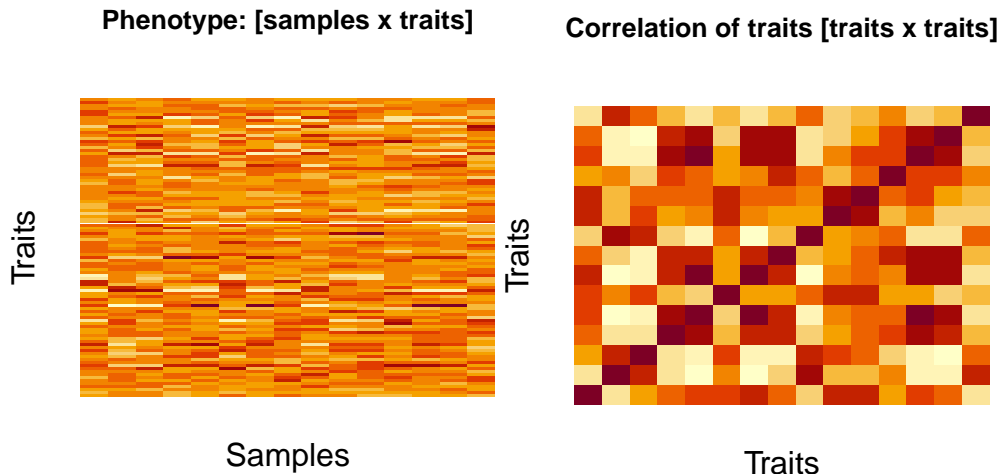 Phenotype: [samples x traits]
Correlation of traits [traits x traits]
Traits
Traits
Samples
Traits